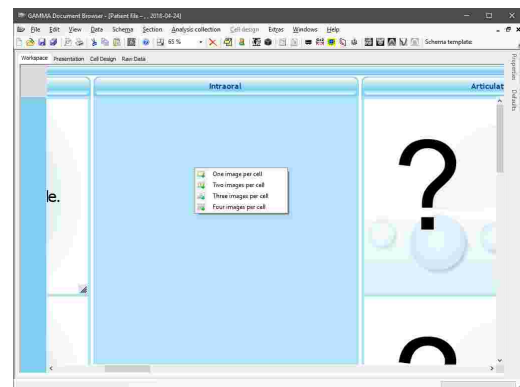 GAMMA Document Browser - [Patient file - , , 2018-04-24]
File Edit View Data Schema Section Analysis collection Cell design Extras Windows Help
65 % Schema template:
Workspace Presentation Cell Design Raw Data
Properties
Defaults
Intraoral
Articulat
le.
?
One image per cell
Two images per cell
Three images per cell
Four images per cell